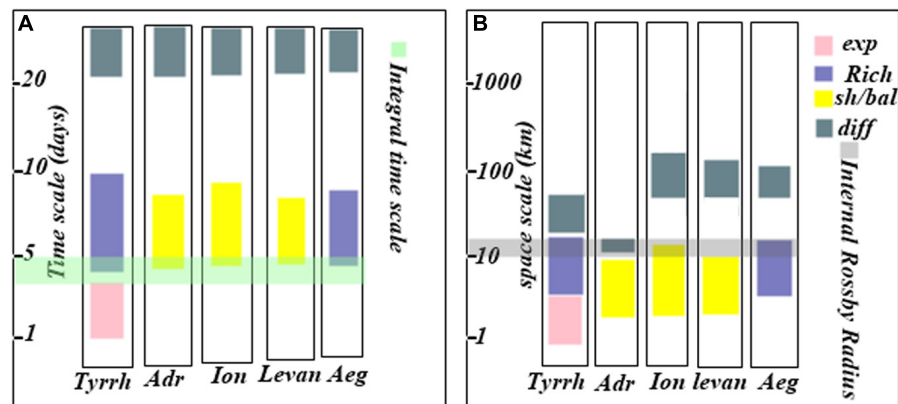 A
20
10
5
1
Time scale (days)
Tyrrh Adr Ion Levan Aeg
Integral time scale
B
1000
100
10
1
space scale (km)
Tyrrh Adr Ion levan Aeg
exp
Rich
sh/bal
diff
Internal Rossby Radius